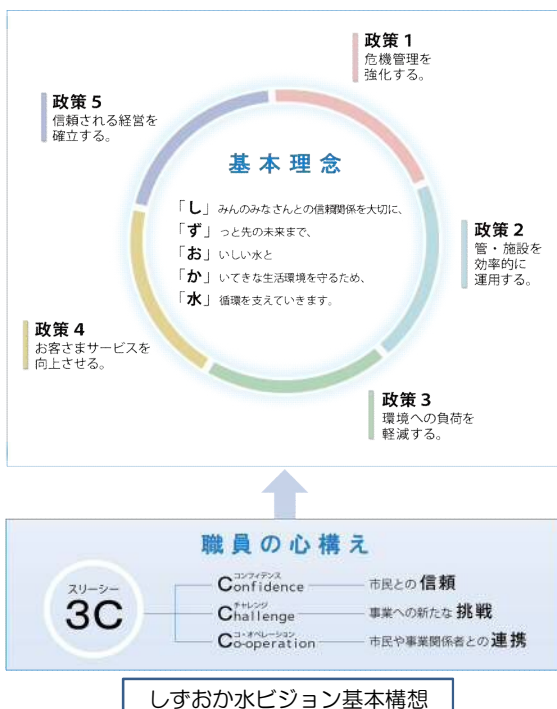 政策 1
危機管理を
強化する。
政策 5
信頼される経営を
確立する。
基本理念
「し」みんのみなさんとの信頼関係を大切に、
「ず」っと先の未来まで、
「お」いしい水と
「か」いてきな生活環境を守るため、
「水」循環を支えていきます。
政策 2
管・施設を
効率的に
運用する。
政策 4
お客さまサービスを
向上させる。
政策 3
環境への負荷を
軽減する。
職員の心構え
スリーシー
3C
コンフィデンス
Confidence 市民との信頼
チャレンジ
Challenge 事業への新たな挑戦
コ・オペレーション
Co-operation 市民や事業関係者との連携
しずおか水ビジョン基本構想